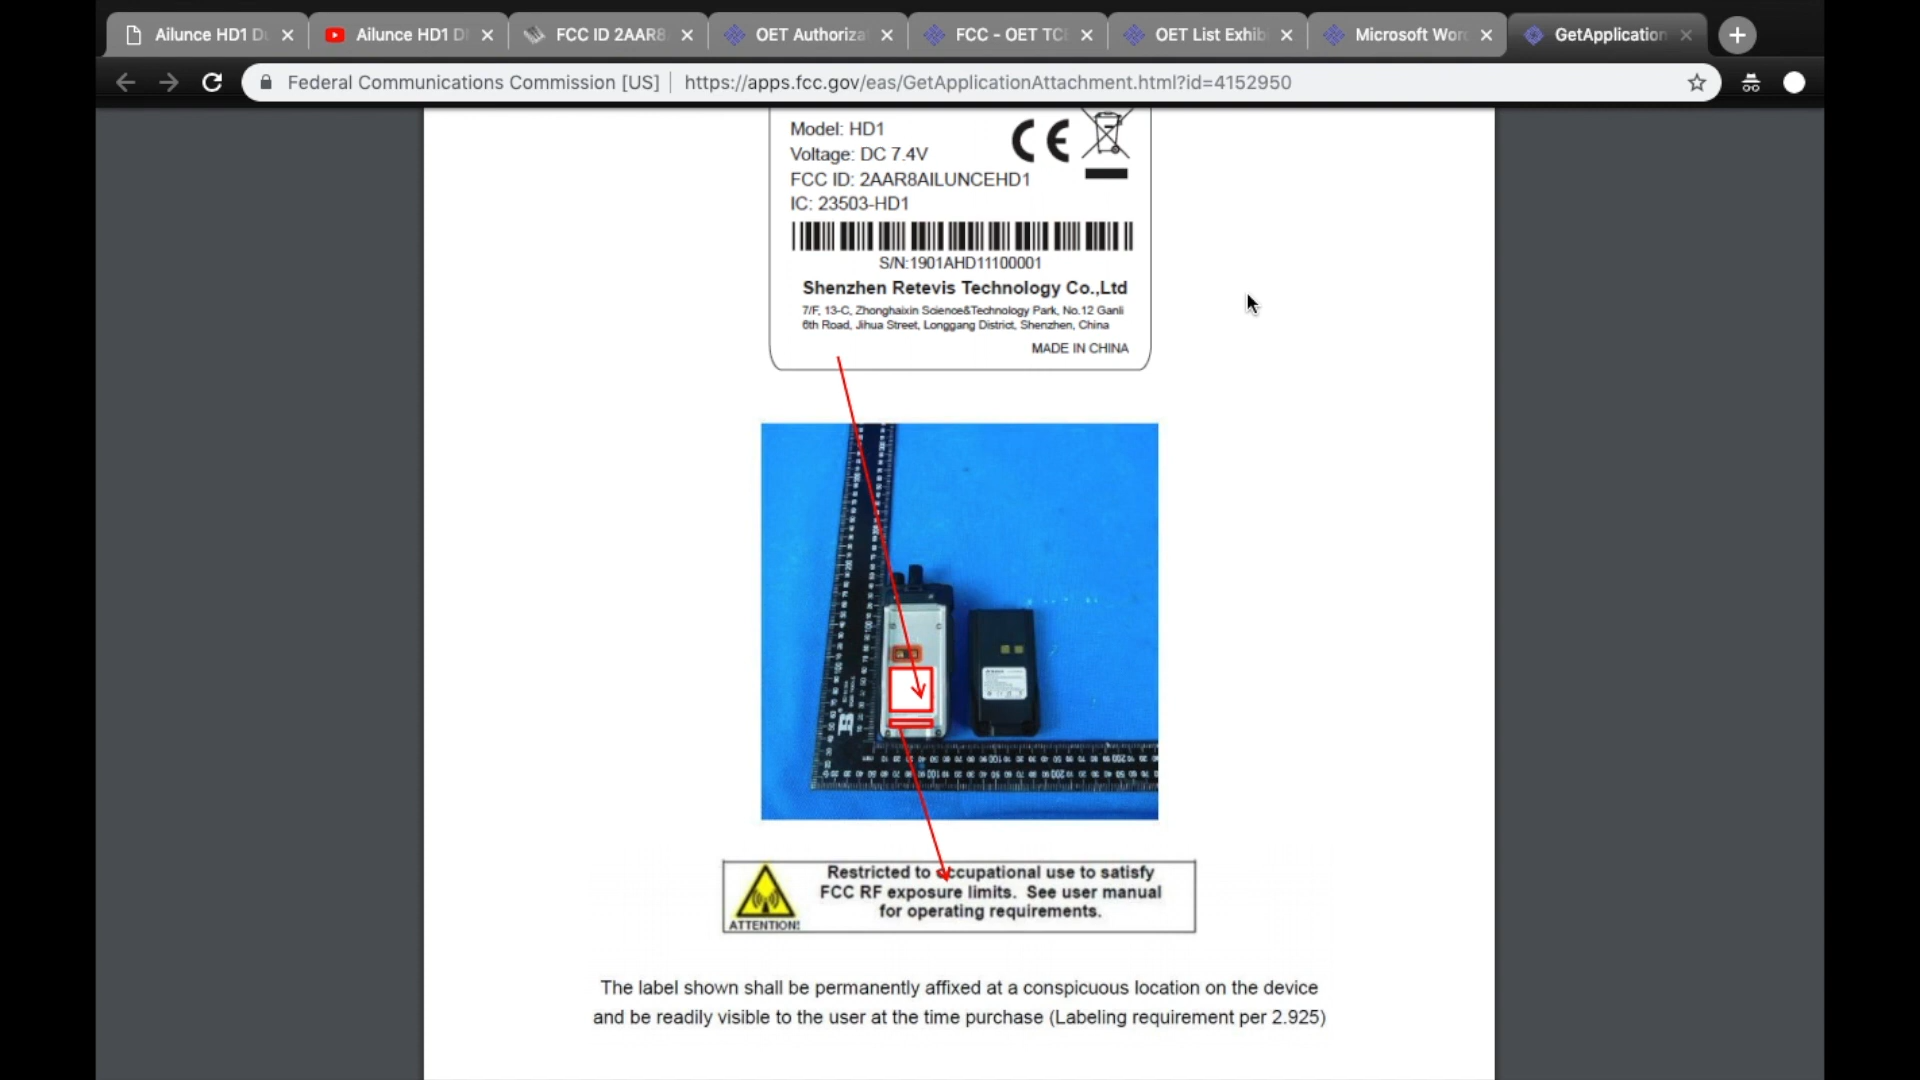 Ailunce HD1 D
Ailunce HD1 D
FCC ID 2AAR8
OET Authoriza
FCC - OET TC
OET List Exhib
Microsoft Wor
GetApplication
Federal Communications Commission [US]
https://apps.fcc.gov/eas/GetApplicationAttachment.html?id=4152950
Model: HD1
Voltage: DC 7.4V
CE
FCC ID: 2AAR8AILUNCEHD1
IC: 23503-HD1
S/N:1901AHD11100001
Shenzhen Retevis Technology Co.,Ltd
7/F, 13-C, Zhonghaixin Science&Technology Park, No.12 Ganli
6th Road, Jihua Street, Longgang District, Shenzhen, China
MADE IN CHINA
ATTENTION!
Restricted to occupational use to satisfy
FCC RF exposure limits. See user manual
for operating requirements.
The label shown shall be permanently affixed at a conspicuous location on the device
and be readily visible to the user at the time purchase (Labeling requirement per 2.925)